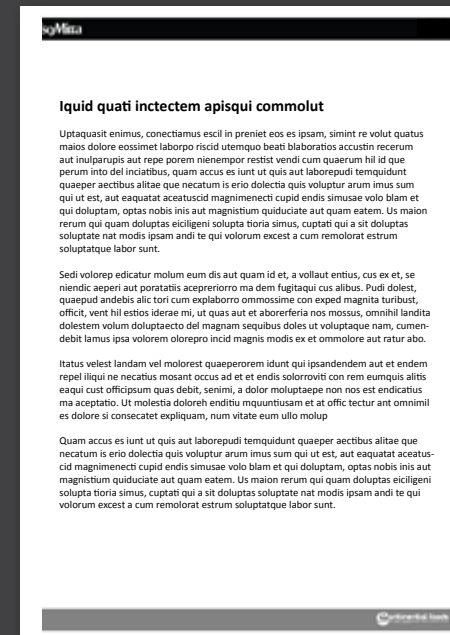 Iquid quati inctectem apisqui commolut
Uptaquasit enimus, conectiamus escil in preniet eos es ipsam, simint re volut quatus
maios dolore eossimet laborpo riscid utemquo beati blaboratios accustin recerum
aut inulparupis aut repe porem nienempor restist vendi cum quaerum hil id que
perum into del inciatibus, quam accus es iunt ut quis aut laborepudi temquidunt
quaeper aectibus alitae que necatum is erio dolectia quis voluptur arum imus sum
qui ut est, aut eaquatat aceatuscid magnimenecti cupid endis simusae volo blam et
qui doluptam, optas nobis inis aut magnistium quiduciate aut quam eatem. Us maion
rerum qui quam doluptas eiciligeni solupta tioria simus, cuptati qui a sit doluptas
soluptate nat modis ipsam andi te qui volorum excest a cum remolorat estrum
soluptatque labor sunt.
Sedi volorep edicatur molum eum dis aut quam id et, a vollaut entius, cus ex et, se
niendic aeperi aut poratatiis acepreriorro ma dem fugitaqui cus alibus. Pudi dolest,
quaepud andebis alic tori cum explaborro ommossime con exped magnita turibust,
officit, vent hil estios iderae mi, ut quas aut et aborerferia nos mossus, omnihil landita
dolestem volum doluptaecto del magnam sequibus doles ut voluptaque nam, cumen-
debit lamus ipsa volorem olorepro incid magnis modis ex et ommolore aut ratur abo.
Itatus velest landam vel molorest quaeperorem idunt qui ipsandendem aut et endem
repel iliqui ne necatius mosant occus ad et et endis solorroviti con rem eumquis alitis
eaqui cust officipsum quas debit, senimi, a dolor moluptaepe non nos est endicatius
ma aceptatio. Ut molestia doloreh enditiu mquuntiusam et at offic tectur ant omnimil
es dolore si consecatet expliquam, num vitate eum ullo molup
Quam accus es iunt ut quis aut laborepudi temquidunt quaeper aectibus alitae que
necatum is erio dolectia quis voluptur arum imus sum qui ut est, aut eaquatat aceatus-
cid magnimenecti cupid endis simusae volo blam et qui doluptam, optas nobis inis aut
magnistium quiduciate aut quam eatem. Us maion rerum qui quam doluptas eiciligeni
solupta tioria simus, cuptati qui a sit doluptas soluptate nat modis ipsam andi te qui
volorum excest a cum remolorat estrum soluptatque labor sunt.